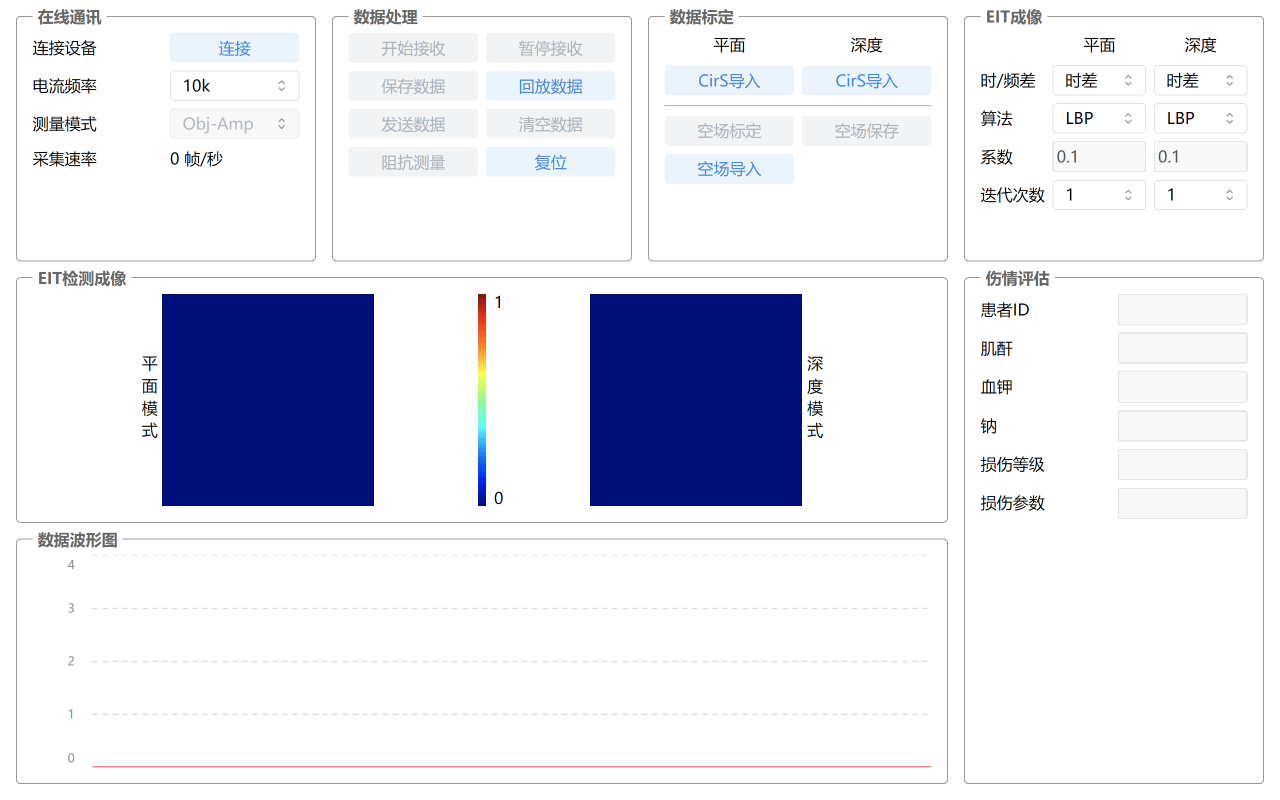 在线通讯
连接设备
连接
电流频率
10k
测量模式
Obj-Amp
采集速率
0 帧/秒
数据处理
开始接收
暂停接收
保存数据
回放数据
发送数据
清空数据
阻抗测量
复位
数据标定
平面
深度
CirS导入
CirS导入
空场标定
空场保存
空场导入
EIT成像
平面
深度
时/频差
时差
时差
算法
LBP
LBP
系数
0.1
0.1
迭代次数
1
1
EIT检测成像
平面模式
1
0
深度模式
伤情评估
患者ID
肌酐
血钾
钠
损伤等级
损伤参数
数据波形图
4
3
2
1
0